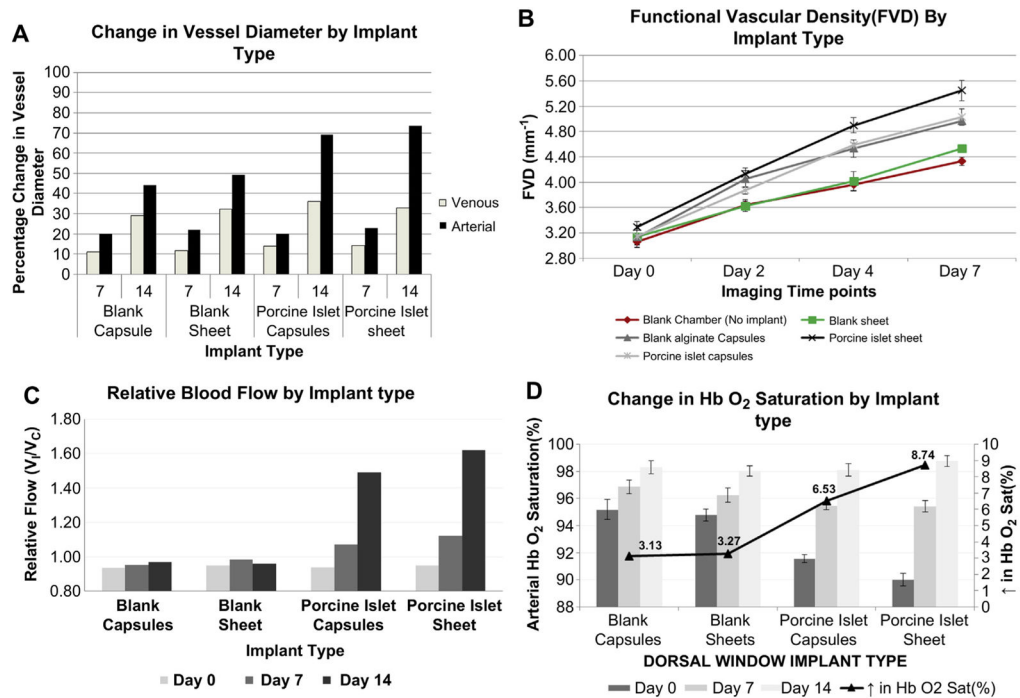 A
Change in Vessel Diameter by Implant
Type
Percentage Change in Vessel
Diameter
100
90
80
70
60
50
40
30
20
10
0
Venous
Arterial
7 14 7 14 7 14 7 14
Blank Blank Porcine Islet Porcine Islet
Capsule Sheet Capsules sheet
Implant Type
B
Functional Vascular Density(FVD) By
Implant Type
FVD (mm-1)
6.00
5.60
5.20
4.80
4.40
4.00
3.60
3.20
2.80
Day 0 Day 2 Day 4 Day 7
Imaging Time points
Blank Chamber (No implant) Blank sheet
Blank alginate Capsules Porcine islet sheet
Porcine islet capsules
C
Relative Blood Flow by Implant type
Relative Flow (VI/VC)
1.80
1.60
1.40
1.20
1.00
0.80
Blank Blank Porcine Islet Porcine Islet
Capsules Sheet Capsules Sheet
Implant Type
Day 0 Day 7 Day 14
D
Change in Hb O2 Saturation by Implant
type
Arterial Hb O2 Saturation(%)
100
98
96
94
92
90
88
3.13
3.27
6.53
8.74
10
9
8
7
6
5
4
3
2
1
0
↑ in Hb O2 Sat(%)
Blank Blank Porcine Islet Porcine Islet
Capsules Sheets Capsules Sheet
DORSAL WINDOW IMPLANT TYPE
Day 0 Day 7 Day 14 ↑ in Hb O2 Sat(%)